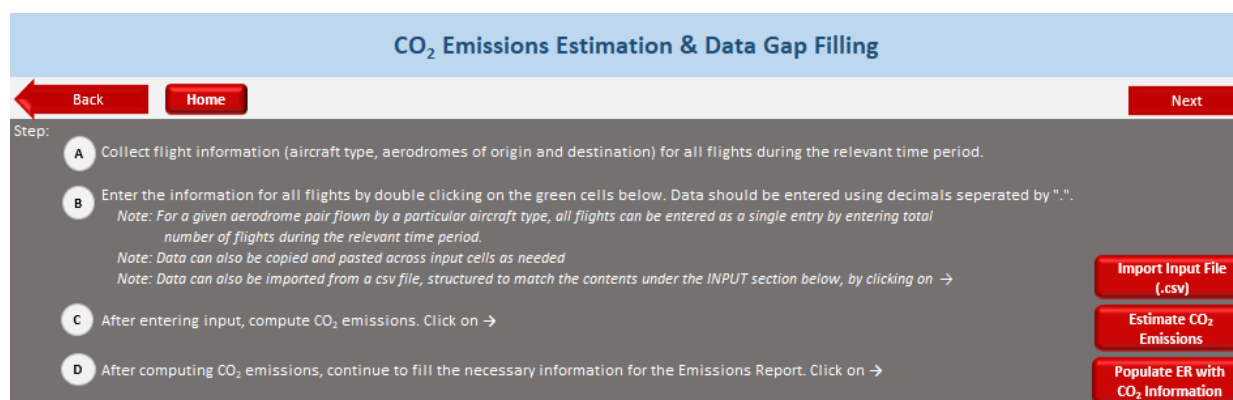 CO₂ Emissions Estimation & Data Gap Filling
Back
Home
Next
Step:
A Collect flight information (aircraft type, aerodromes of origin and destination) for all flights during the relevant time period.
B Enter the information for all flights by double clicking on the green cells below. Data should be entered using decimals seperated by ".".
Note: For a given aerodrome pair flown by a particular aircraft type, all flights can be entered as a single entry by entering total
number of flights during the relevant time period.
Note: Data can also be copied and pasted across input cells as needed
Note: Data can also be imported from a csv file, structured to match the contents under the INPUT section below, by clicking on →
Import Input File
(.csv)
C After entering input, compute CO₂ emissions. Click on →
Estimate CO₂
Emissions
D After computing CO₂ emissions, continue to fill the necessary information for the Emissions Report. Click on →
Populate ER with
CO₂ Information